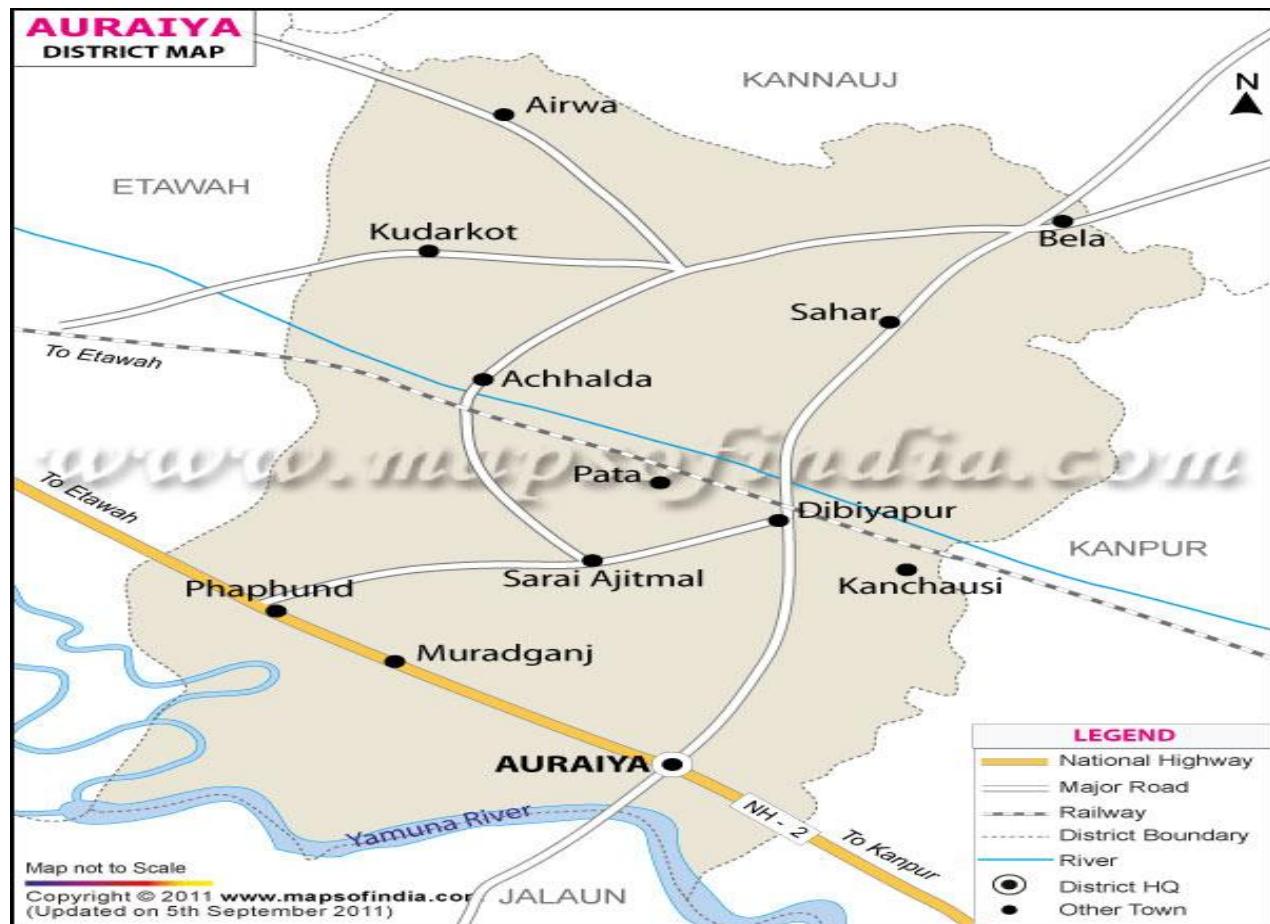 AURAIYA
DISTRICT MAP
KANNAUJ
N
Airwa
ETAWAH
Kudarkot
Bela
Sahar
To Etawah
Achhalda
www.mapsofindia.com
Pata
To Etawah
Dibiyapur
KANPUR
Sarai Ajitmal
Kanchausi
Phaphund
Muradganj
AURAIYA
NH - 2
To Kanpur
Yamuna River
JALAUN
LEGEND
National Highway
Major Road
Railway
District Boundary
River
District HQ
Other Town
Map not to Scale
Copyright © 2011 www.mapsofindia.cor
(Updated on 5th September 2011)